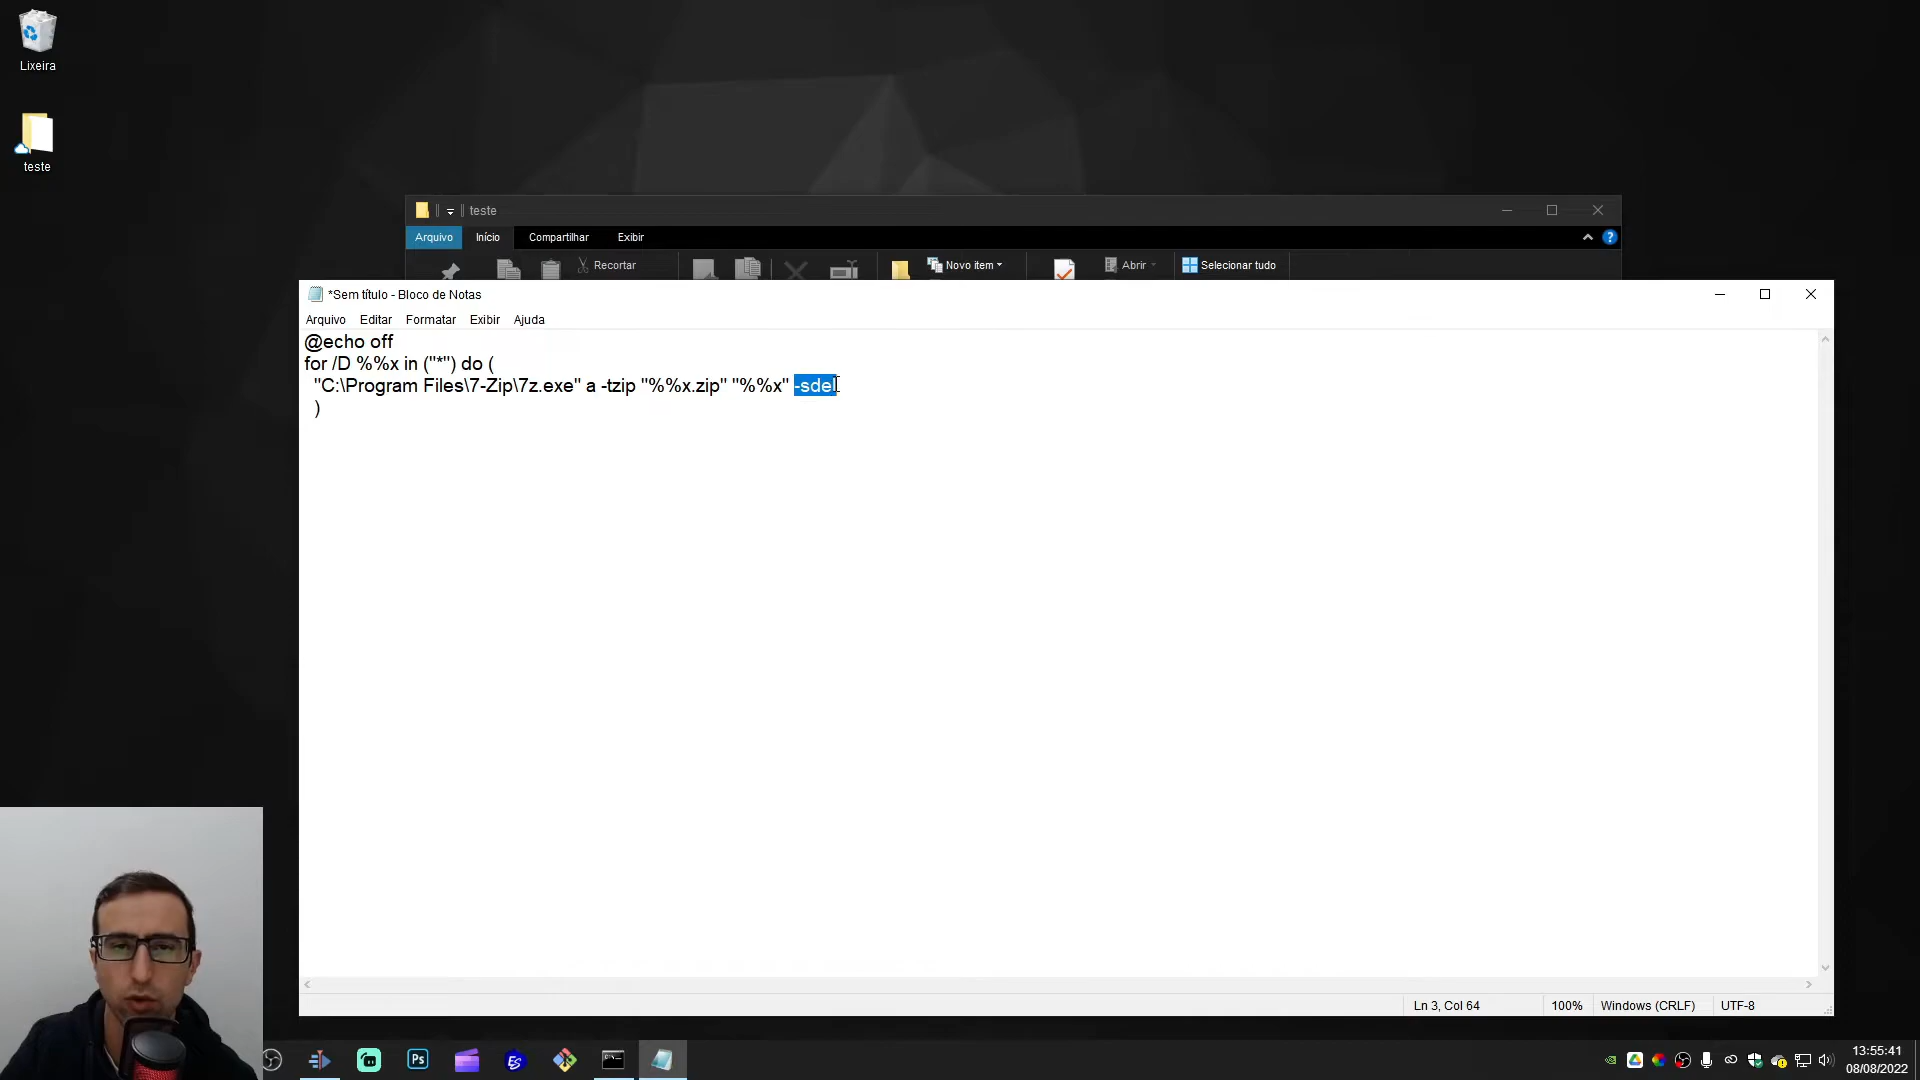 Lixeira
teste
teste
Arquivo Início Compartilhar Exibir
Recortar Novo item Abrir Selecionar tudo
*Sem título - Bloco de Notas
Arquivo Editar Formatar Exibir Ajuda
@echo off
for /D %%x in ("*") do (
"C:\Program Files\7-Zip\7z.exe" a -tzip "%%x.zip" "%%x" -sdel
)
Ln 3, Col 64 100% Windows (CRLF) UTF-8
Ps ES
13:55:41
08/08/2022